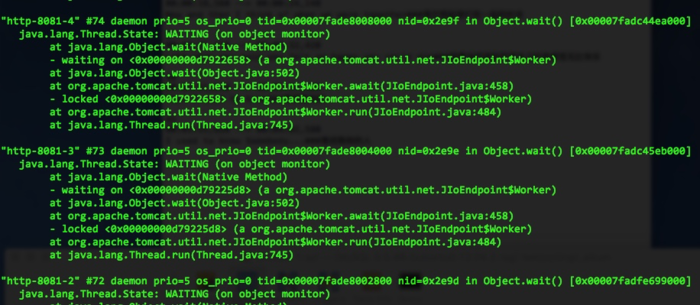 "http-8081-4" #74 daemon prio=5 os_prio=0 tid=0x00007fade8008000 nid=0x2e9f in Object.wait() [0x00007fadc44ea000]
java.lang.Thread.State: WAITING (on object monitor)
at java.lang.Object.wait(Native Method)
- waiting on <0x00000000d7922658> (a org.apache.tomcat.util.net.JIoEndpoint$Worker)
at java.lang.Object.wait(Object.java:502)
at org.apache.tomcat.util.net.JIoEndpoint$Worker.await(JIoEndpoint.java:458)
- locked <0x00000000d7922658> (a org.apache.tomcat.util.net.JIoEndpoint$Worker)
at org.apache.tomcat.util.net.JIoEndpoint$Worker.run(JIoEndpoint.java:484)
at java.lang.Thread.run(Thread.java:745)
"http-8081-3" #73 daemon prio=5 os_prio=0 tid=0x00007fade8004000 nid=0x2e9e in Object.wait() [0x00007fadc45eb000]
java.lang.Thread.State: WAITING (on object monitor)
at java.lang.Object.wait(Native Method)
- waiting on <0x00000000d79225d8> (a org.apache.tomcat.util.net.JIoEndpoint$Worker)
at java.lang.Object.wait(Object.java:502)
at org.apache.tomcat.util.net.JIoEndpoint$Worker.await(JIoEndpoint.java:458)
- locked <0x00000000d79225d8> (a org.apache.tomcat.util.net.JIoEndpoint$Worker)
at org.apache.tomcat.util.net.JIoEndpoint$Worker.run(JIoEndpoint.java:484)
at java.lang.Thread.run(Thread.java:745)
"http-8081-2" #72 daemon prio=5 os_prio=0 tid=0x00007fade8002800 nid=0x2e9d in Object.wait() [0x00007fadfe699000]
java.lang.Thread.State: WAITING (on object monitor)